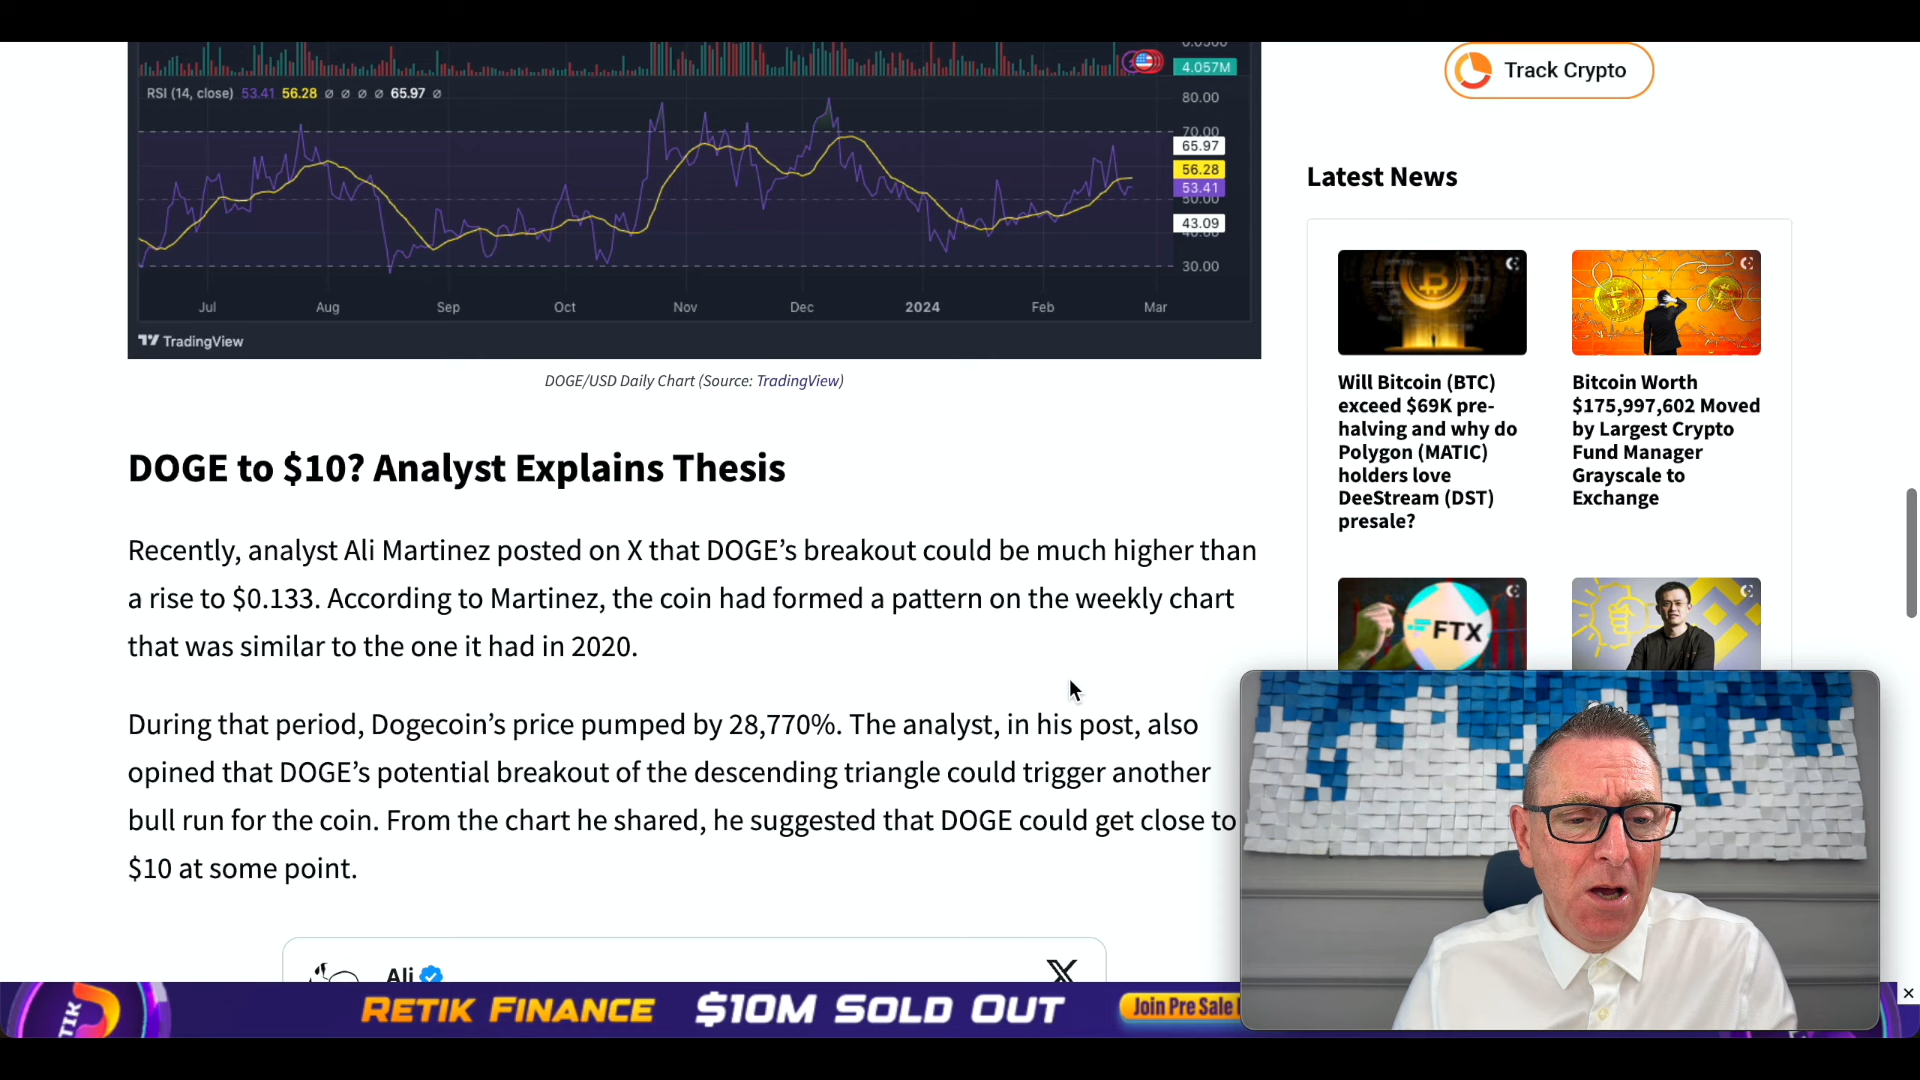 0.0500
4.057M
Track Crypto
RSI (14, close) 53.41 56.28 ø ø ø ø 65.97 ø
80.00
70.00
65.97
56.28
53.41
50.00
43.09
40.00
30.00
Jul Aug Sep Oct Nov Dec 2024 Feb Mar
TradingView
DOGE/USD Daily Chart (Source: TradingView)
DOGE to $10? Analyst Explains Thesis
Recently, analyst Ali Martinez posted on X that DOGE’s breakout could be much higher than
a rise to $0.133. According to Martinez, the coin had formed a pattern on the weekly chart
that was similar to the one it had in 2020.
During that period, Dogecoin’s price pumped by 28,770%. The analyst, in his post, also
opined that DOGE’s potential breakout of the descending triangle could trigger another
bull run for the coin. From the chart he shared, he suggested that DOGE could get close to
$10 at some point.
Ali
Latest News
Will Bitcoin (BTC)
exceed $69K pre-
halving and why do
Polygon (MATIC)
holders love
DeeStream (DST)
presale?
Bitcoin Worth
$175,997,602 Moved
by Largest Crypto
Fund Manager
Grayscale to
Exchange
FTX
TIK
RETIK FINANCE $10M SOLD OUT Join Pre Sale